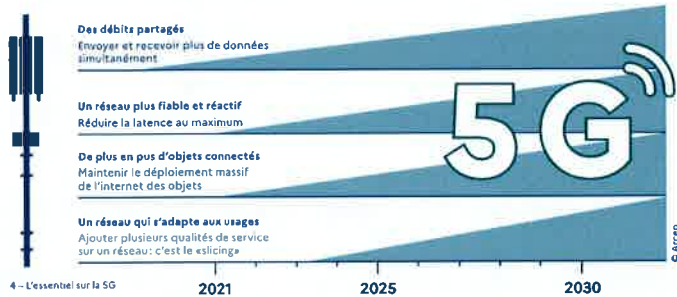 Des débits partagés
Envoyer et recevoir plus de données
simultanément
Un réseau plus fiable et réactif
Réduire la latence au maximum
De plus en pus d'objets connectés
Maintenir le déploiement massif
de l'internet des objets
Un réseau qui s'adapte aux usages
Ajouter plusieurs qualités de service
sur un réseau: c'est le «slicing»
5G
© Arcep
4 – L'essentiel sur la 5G
2021
2025
2030